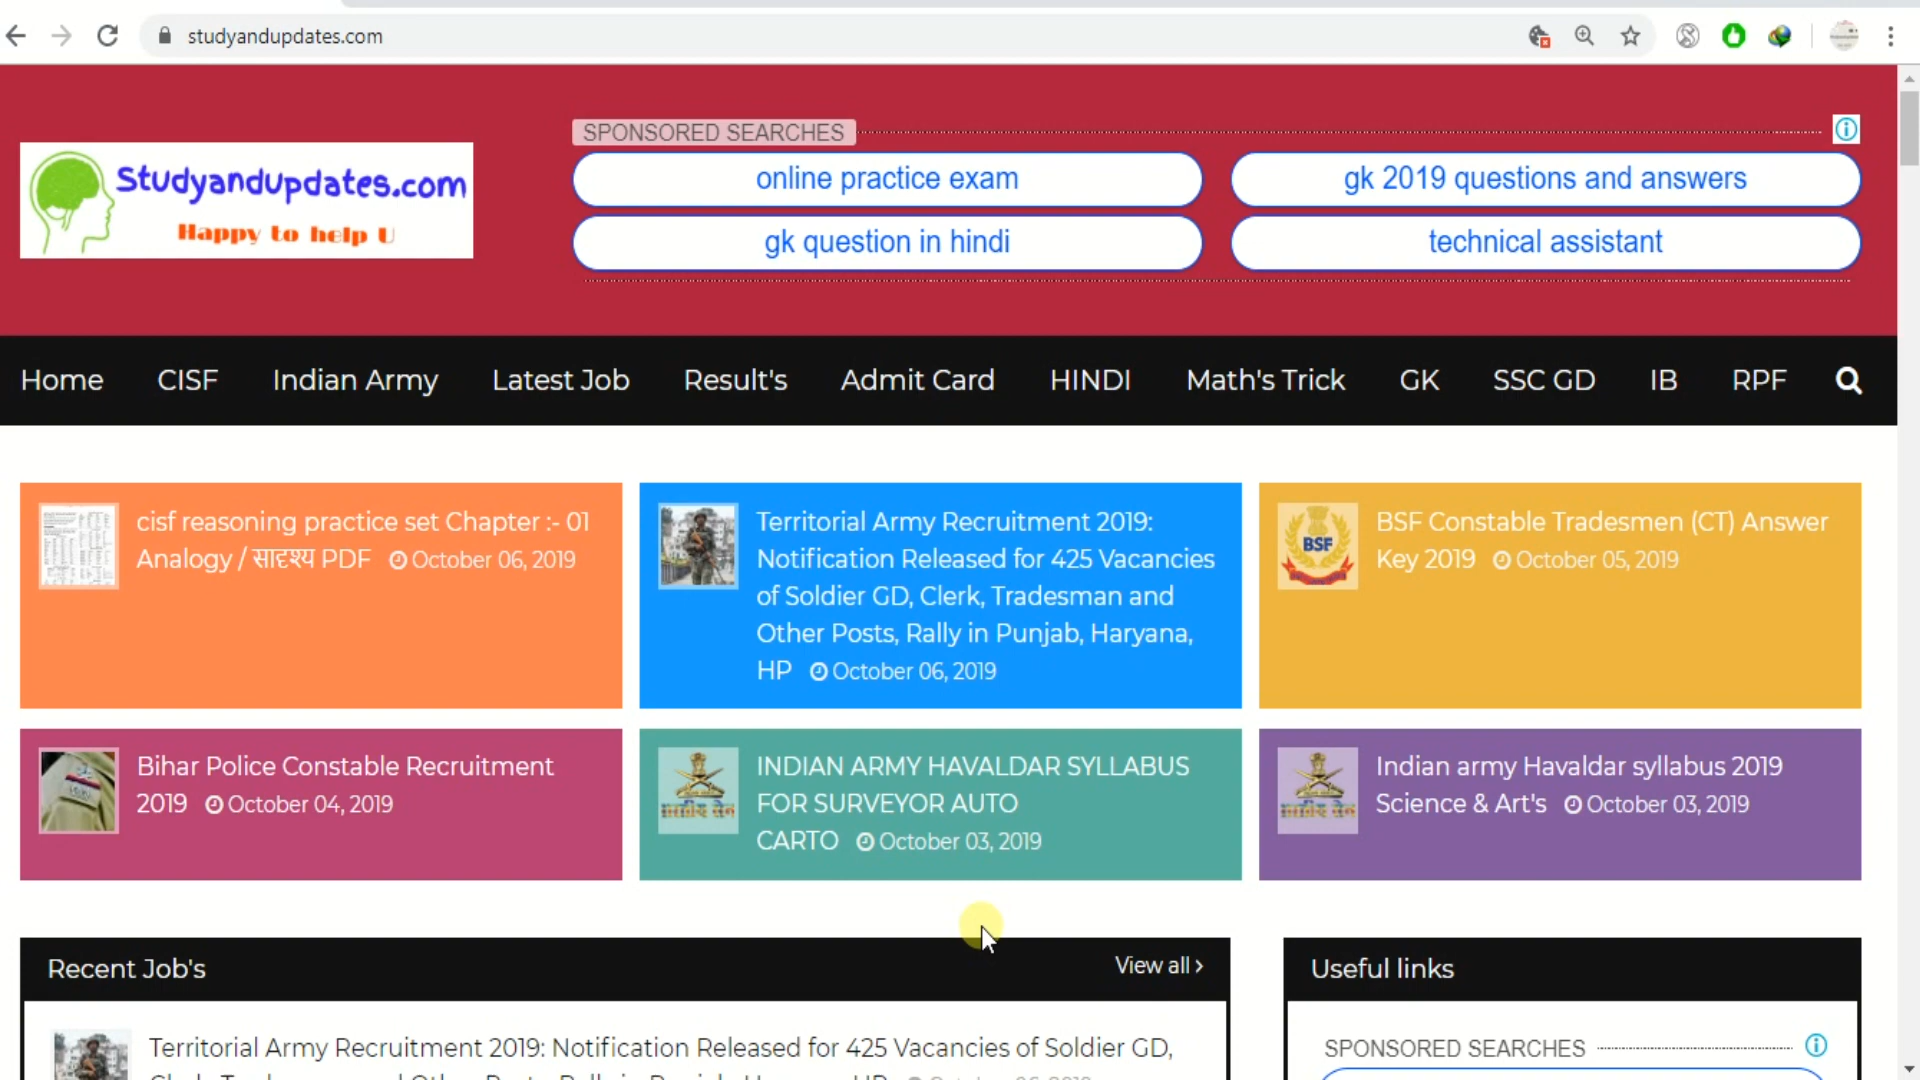 studyandupdates.com
SPONSORED SEARCHES
online practice exam
gk 2019 questions and answers
gk question in hindi
technical assistant
Studyandupdates.com
Happy to help U
Home CISF Indian Army Latest Job Result's Admit Card HINDI Math's Trick GK SSC GD IB RPF
cisf reasoning practice set Chapter :- 01
Analogy / सादृश्य PDF October 06, 2019
Territorial Army Recruitment 2019:
Notification Released for 425 Vacancies
of Soldier GD, Clerk, Tradesman and
Other Posts, Rally in Punjab, Haryana,
HP October 06, 2019
BSF
BSF Constable Tradesmen (CT) Answer
Key 2019 October 05, 2019
Bihar Police Constable Recruitment
2019 October 04, 2019
INDIAN ARMY HAVALDAR SYLLABUS
FOR SURVEYOR AUTO
CARTO October 03, 2019
Indian army Havaldar syllabus 2019
Science & Art's October 03, 2019
Recent Job's
View all ›
Territorial Army Recruitment 2019: Notification Released for 425 Vacancies of Soldier GD,
Useful links
SPONSORED SEARCHES